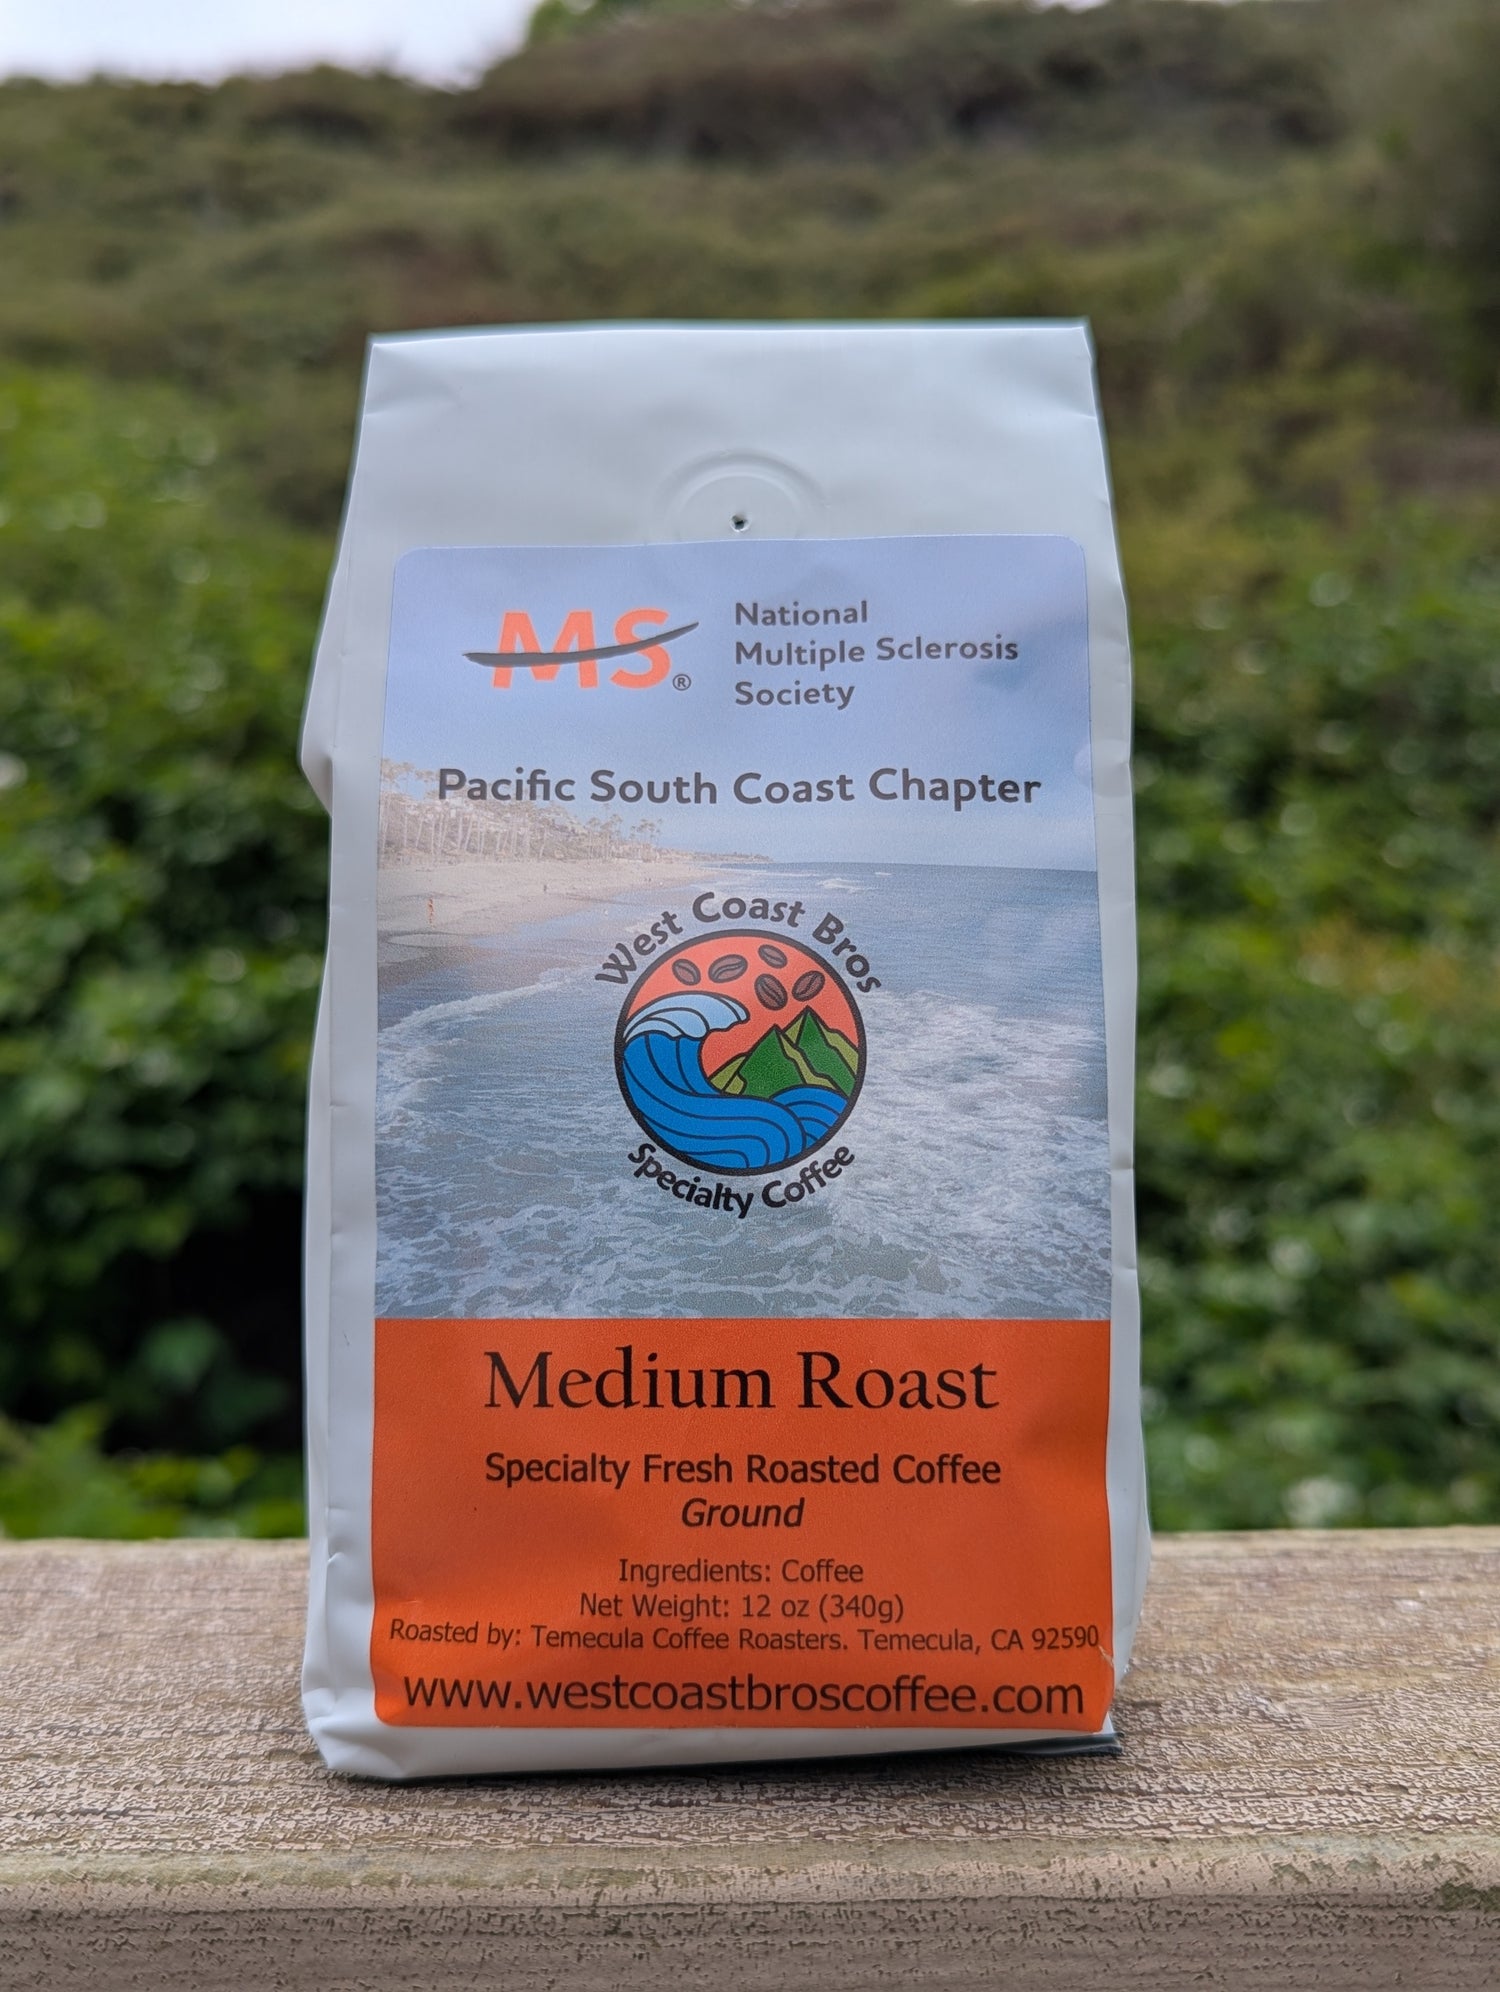 MS®
National
Multiple Sclerosis
Society
Pacific South Coast Chapter
West Coast Bros
Specialty Coffee
Medium Roast
Specialty Fresh Roasted Coffee
Ground
Ingredients: Coffee
Net Weight: 12 oz (340g)
Roasted by: Temecula Coffee Roasters. Temecula, CA 92590
www.westcoastbroscoffee.com